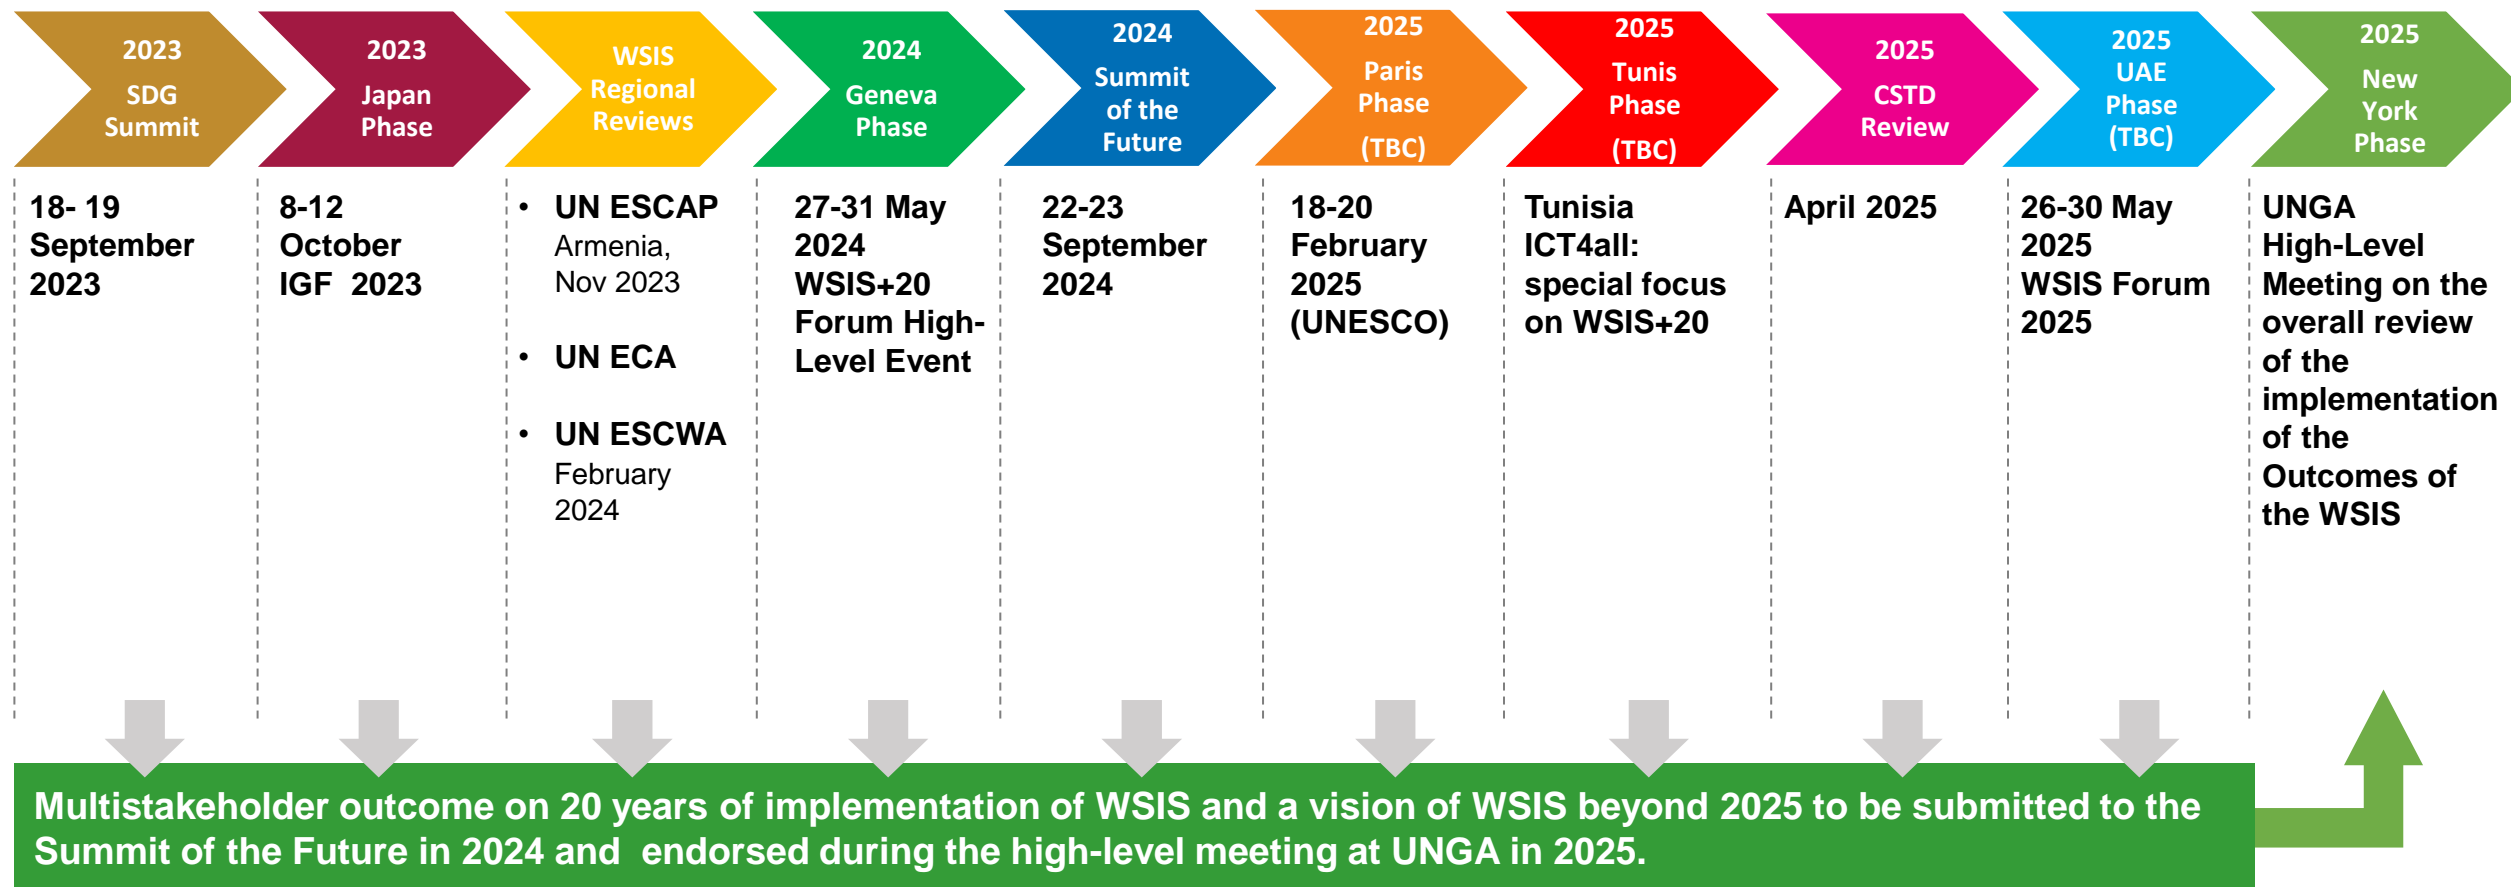 2023
SDG
Summit
2023
Japan
Phase
WSIS
Regional
Reviews
2024
Geneva
Phase
2024
Summit
of the
Future
2025
Paris
Phase
(TBC)
2025
Tunis
Phase
(TBC)
2025
CSTD
Review
2025
UAE
Phase
(TBC)
2025
New
York
Phase
18- 19
September
2023
8-12
October
IGF 2023
• UN ESCAP
Armenia,
Nov 2023
• UN ECA
• UN ESCWA
February
2024
27-31 May
2024
WSIS+20
Forum High-
Level Event
22-23
September
2024
18-20
February
2025
(UNESCO)
Tunisia
ICT4all:
special focus
on WSIS+20
April 2025
26-30 May
2025
WSIS Forum
2025
UNGA
High-Level
Meeting on the
overall review
of the
implementation
of the
Outcomes of
the WSIS
Multistakeholder outcome on 20 years of implementation of WSIS and a vision of WSIS beyond 2025 to be submitted to the
Summit of the Future in 2024 and endorsed during the high-level meeting at UNGA in 2025.